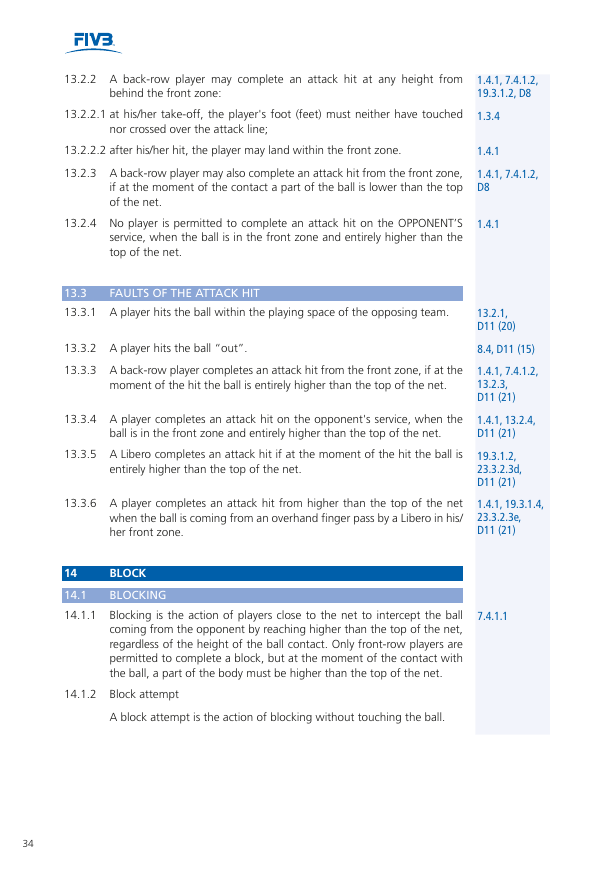 FIVB
13.2.2 A back-row player may complete an attack hit at any height from 1.4.1, 7.4.1.2,
behind the front zone: 19.3.1.2, D8
13.2.2.1 at his/her take-off, the player's foot (feet) must neither have touched 1.3.4
nor crossed over the attack line;
13.2.2.2 after his/her hit, the player may land within the front zone. 1.4.1
13.2.3 A back-row player may also complete an attack hit from the front zone, 1.4.1, 7.4.1.2,
if at the moment of the contact a part of the ball is lower than the top D8
of the net.
13.2.4 No player is permitted to complete an attack hit on the OPPONENT'S 1.4.1
service, when the ball is in the front zone and entirely higher than the
top of the net.
13.3 FAULTS OF THE ATTACK HIT
13.3.1 A player hits the ball within the playing space of the opposing team. 13.2.1,
D11 (20)
13.3.2 A player hits the ball “out”. 8.4, D11 (15)
13.3.3 A back-row player completes an attack hit from the front zone, if at the 1.4.1, 7.4.1.2,
moment of the hit the ball is entirely higher than the top of the net. 13.2.3,
D11 (21)
13.3.4 A player completes an attack hit on the opponent's service, when the 1.4.1, 13.2.4,
ball is in the front zone and entirely higher than the top of the net. D11 (21)
13.3.5 A Libero completes an attack hit if at the moment of the hit the ball is 19.3.1.2,
entirely higher than the top of the net. 23.3.2.3d,
D11 (21)
13.3.6 A player completes an attack hit from higher than the top of the net 1.4.1, 19.3.1.4,
when the ball is coming from an overhand finger pass by a Libero in his/ 23.3.2.3e,
her front zone. D11 (21)
14 BLOCK
14.1 BLOCKING
14.1.1 Blocking is the action of players close to the net to intercept the ball 7.4.1.1
coming from the opponent by reaching higher than the top of the net,
regardless of the height of the ball contact. Only front-row players are
permitted to complete a block, but at the moment of the contact with
the ball, a part of the body must be higher than the top of the net.
14.1.2 Block attempt
A block attempt is the action of blocking without touching the ball.
34